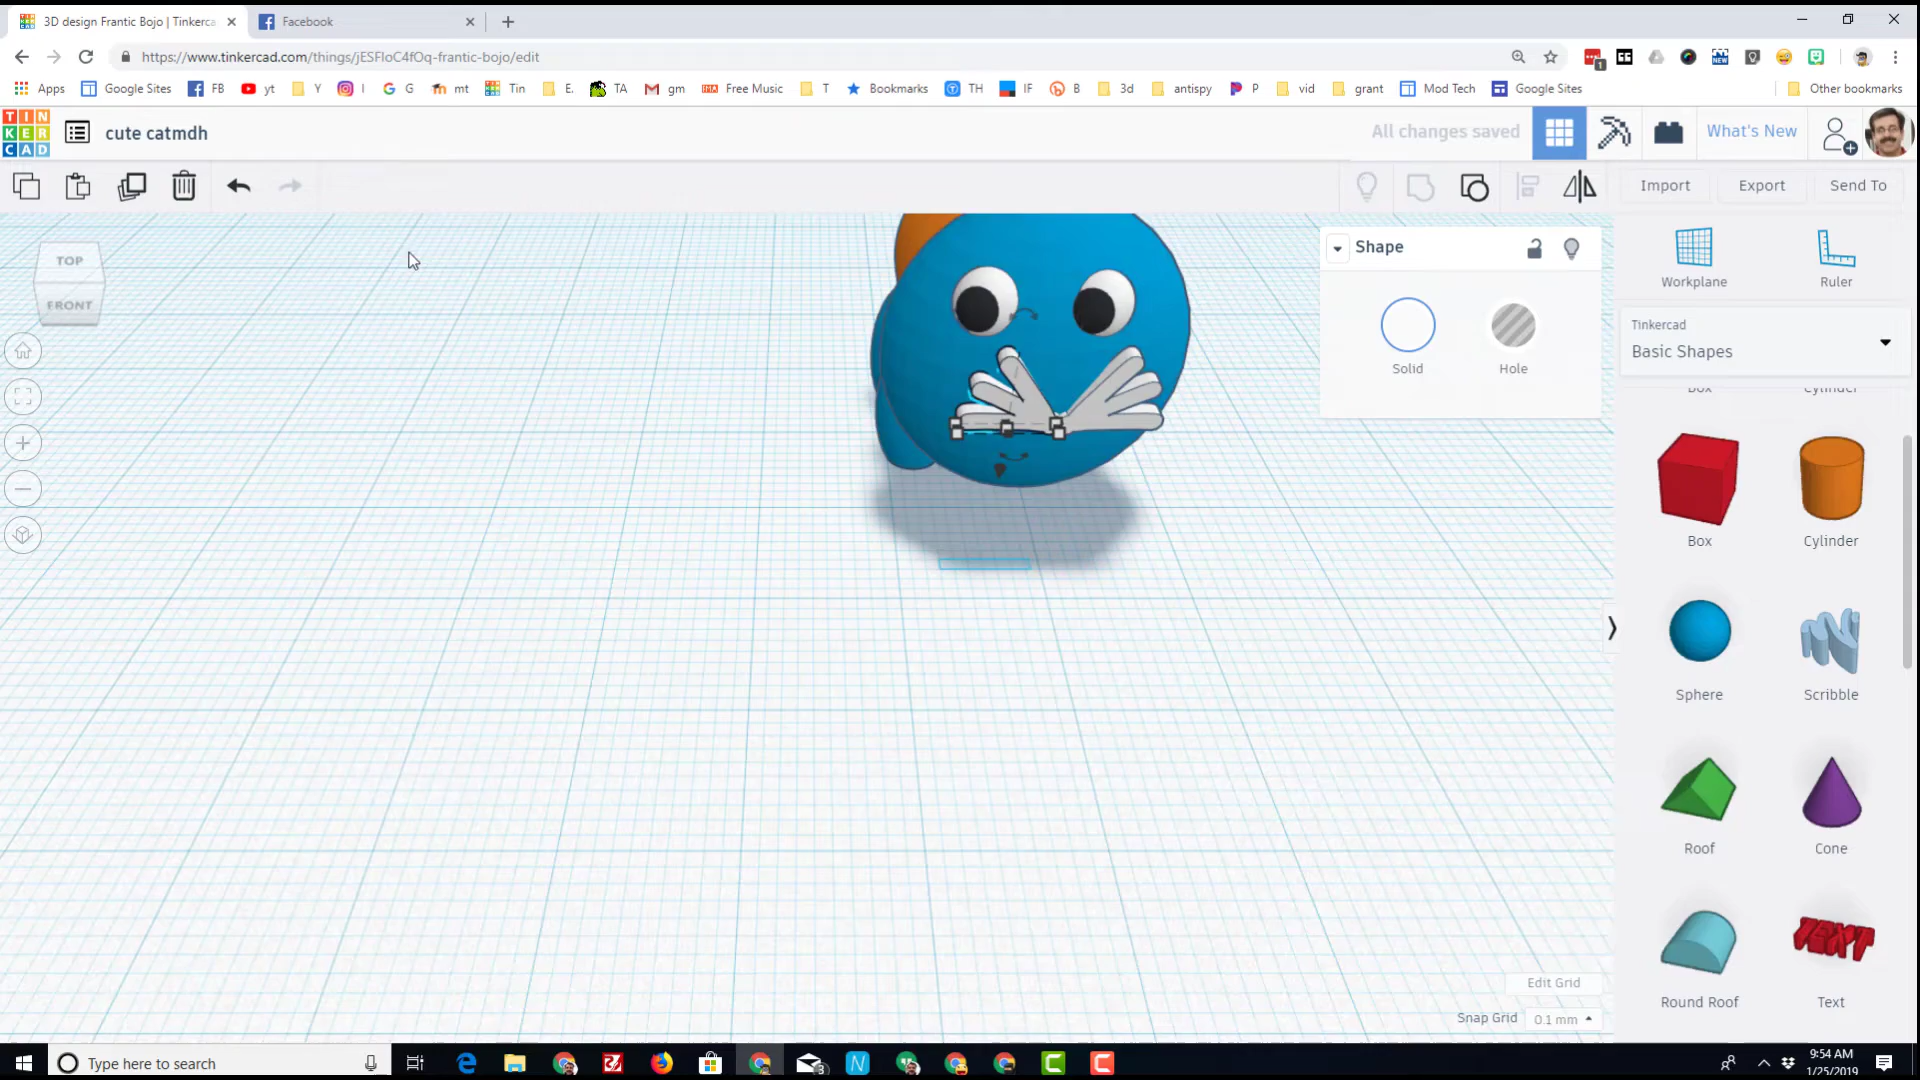 3D design Frantic Bojo | Tinkerca
Facebook
https://www.tinkercad.com/things/jESFIoC4fOq-frantic-bojo/edit
Apps
Google Sites
FB
yt
Y
I
G
mt
Tin
E.
TA
gm
Free Music
T
Bookmarks
TH
IF
B
3d
antispy
P
vid
grant
Mod Tech
Google Sites
Other bookmarks
TIN
KER
CAD
cute catmdh
All changes saved
What's New
Import
Export
Send To
TOP
FRONT
Shape
Solid
Hole
Workplane
Ruler
Tinkercad
Basic Shapes
Box
Cylinder
Box
Cylinder
Sphere
Scribble
Roof
Cone
TEXT
Round Roof
Text
Edit Grid
Snap Grid
0.1 mm
Type here to search
9:54 AM
1/25/2019